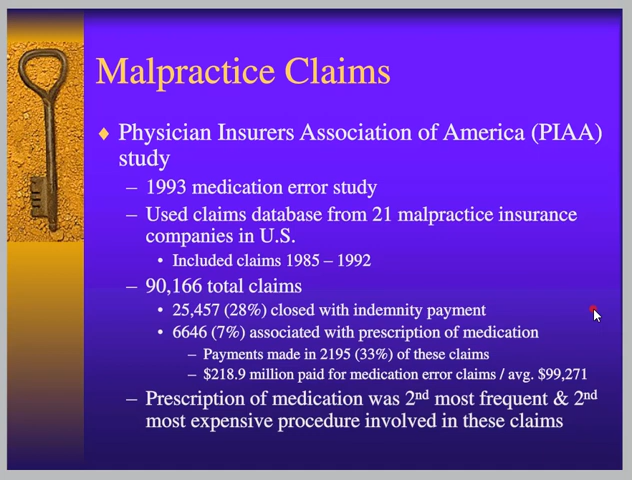 Malpractice Claims
♦ Physician Insurers Association of America (PIAA)
study
– 1993 medication error study
– Used claims database from 21 malpractice insurance
companies in U.S.
• Included claims 1985 – 1992
– 90,166 total claims
• 25,457 (28%) closed with indemnity payment
• 6646 (7%) associated with prescription of medication
– Payments made in 2195 (33%) of these claims
– $218.9 million paid for medication error claims / avg. $99,271
– Prescription of medication was 2nd most frequent & 2nd
most expensive procedure involved in these claims